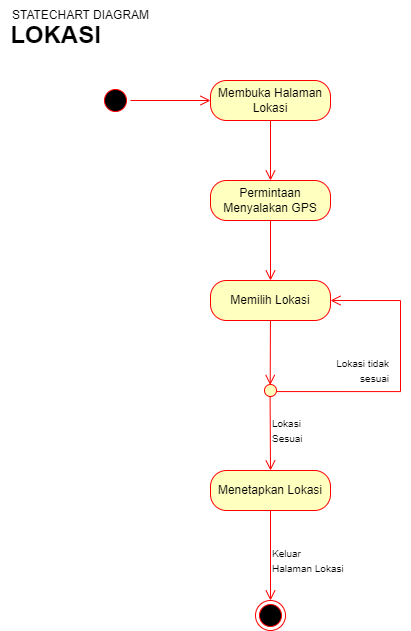 STATECHART DIAGRAM
LOKASI
Membuka Halaman
Lokasi
Permintaan
Menyalakan GPS
Memilih Lokasi
Lokasi tidak
sesuai
Lokasi
Sesuai
Menetapkan Lokasi
Keluar
Halaman Lokasi